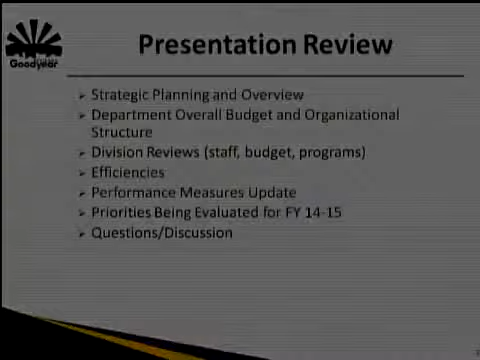 Goodyear
Presentation Review
Strategic Planning and Overview
Department Overall Budget and Organizational
Structure
Division Reviews (staff, budget, programs)
Efficiencies
Performance Measures Update
Priorities Being Evaluated for FY 14-15
Questions/Discussion